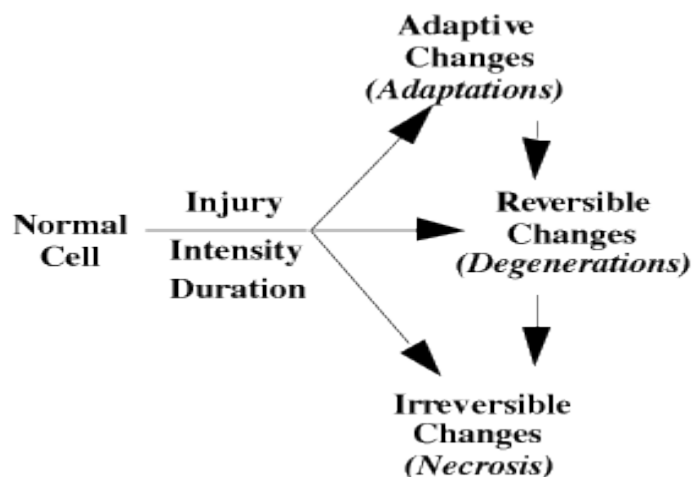 Adaptive
Changes
(Adaptations)
Normal
Cell
Injury
Intensity
Duration
Reversible
Changes
(Degenerations)
Irreversible
Changes
(Necrosis)